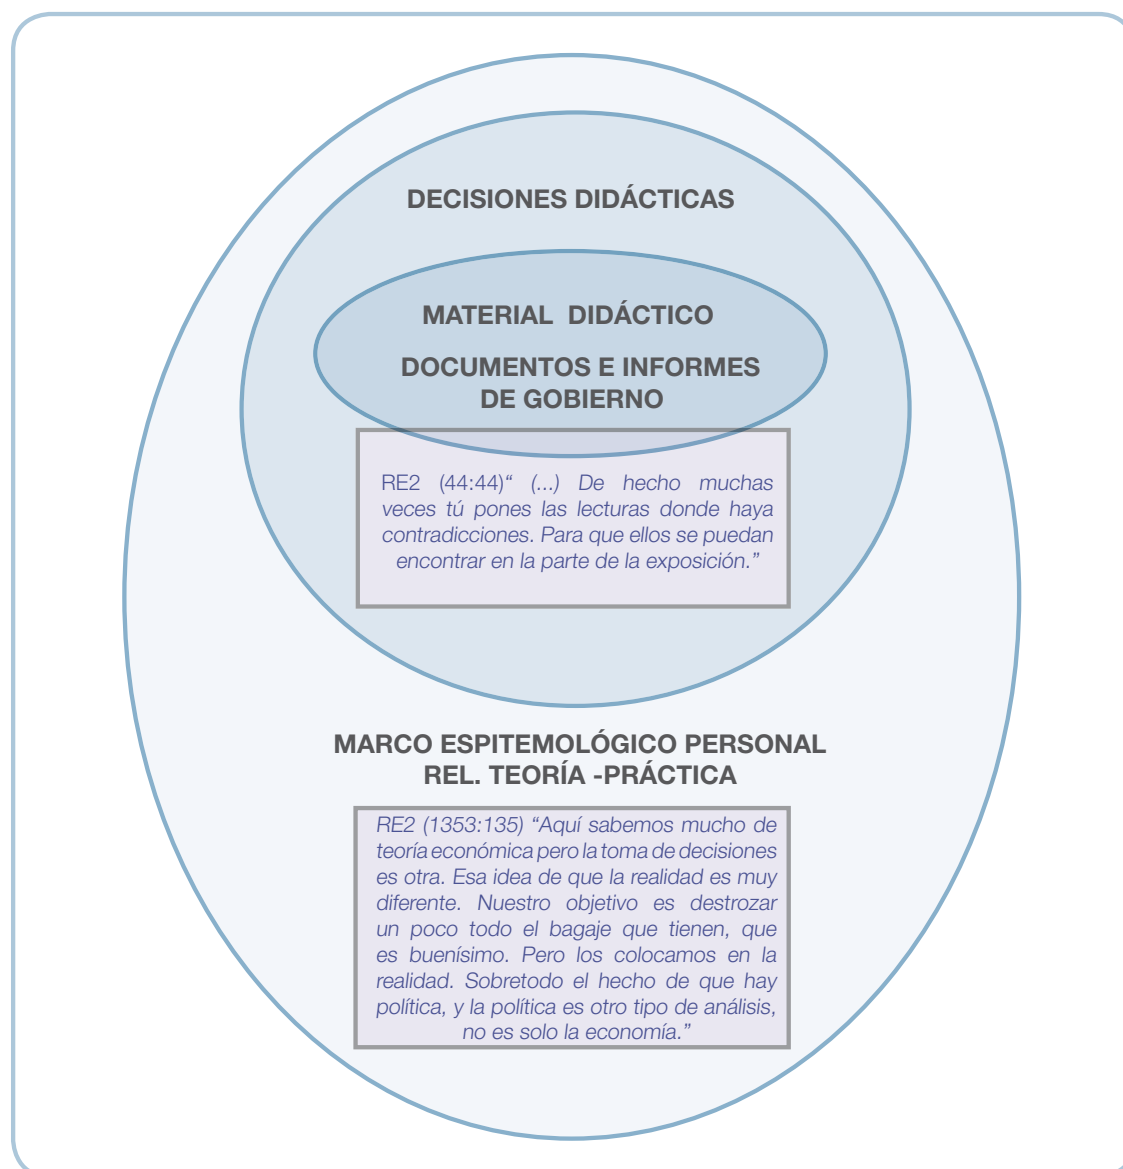 DECISIONES DIDÁCTICAS
MATERIAL DIDÁCTICO
DOCUMENTOS E INFORMES
DE GOBIERNO
RE2 (44:44)“ (...) De hecho muchas
veces tú pones las lecturas donde haya
contradicciones. Para que ellos se puedan
encontrar en la parte de la exposición.”
MARCO ESPITEMOLÓGICO PERSONAL
REL. TEORÍA -PRÁCTICA
RE2 (1353:135) “Aquí sabemos mucho de
teoría económica pero la toma de decisiones
es otra. Esa idea de que la realidad es muy
diferente. Nuestro objetivo es destrozar
un poco todo el bagaje que tienen, que
es buenísimo. Pero los colocamos en la
realidad. Sobretodo el hecho de que hay
política, y la política es otro tipo de análisis,
no es solo la economía.”